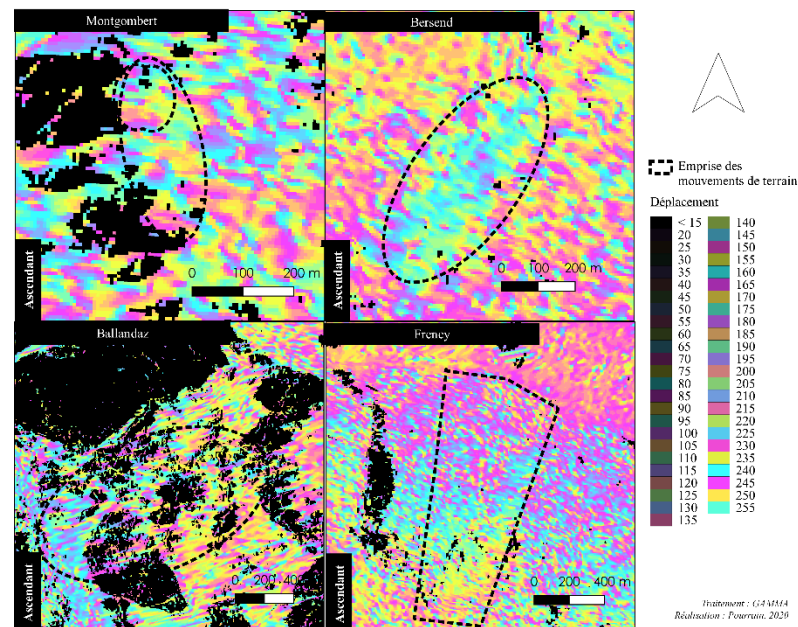 Montgombert
Bersend
Ascendant
0 100 200 m
Ascendant
0 100 200 m
Ballandaz
Freney
Ascendant
0 200 400 m
Ascendant
0 200 400 m
Emprise des
mouvements de terrain
Déplacement
< 15 140
20 145
25 150
30 155
35 160
40 165
45 170
50 175
55 180
60 185
65 190
70 195
75 200
80 205
85 210
90 215
95 220
100 225
105 230
110 235
115 240
120 245
125 250
130 255
135
Traitement : GAMMA
Réalisation : Pourrain, 2020